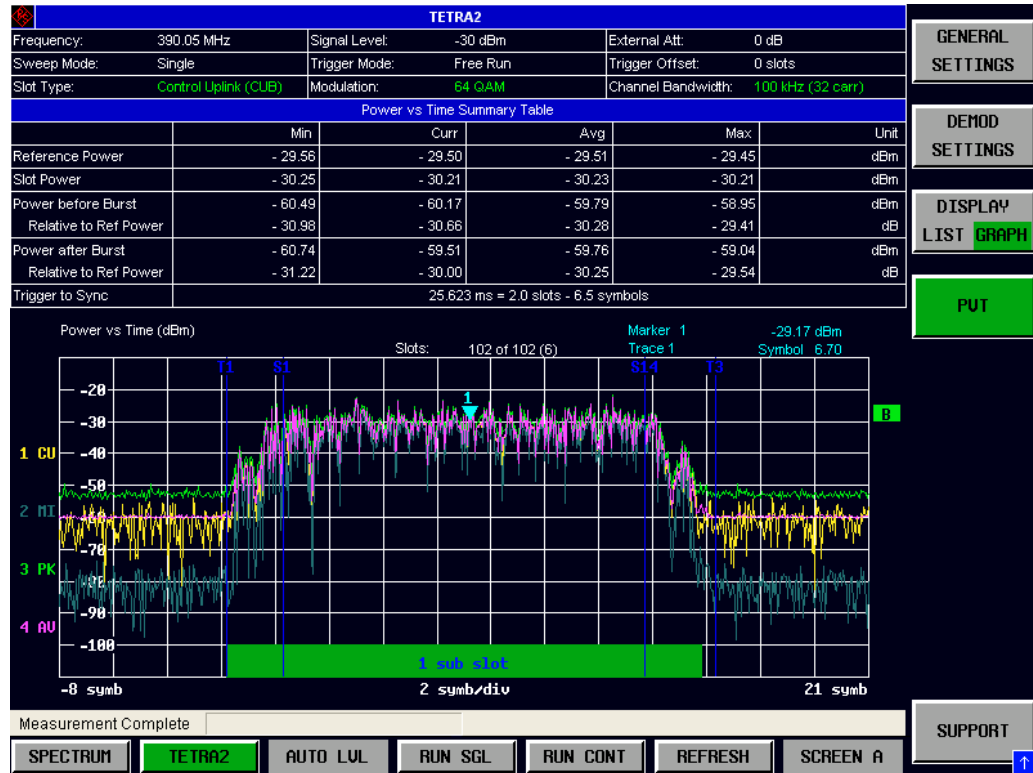 TETRA2
Frequency: 390.05 MHz Signal Level: -30 dBm External Att: 0 dB
Sweep Mode: Single Trigger Mode: Free Run Trigger Offset: 0 slots
Slot Type: Control Uplink (CUB) Modulation: 64 QAM Channel Bandwidth: 100 kHz (32 carr)
Power vs Time Summary Table
Min Curr Avg Max Unit
Reference Power - 29.56 - 29.50 - 29.51 - 29.45 dBm
Slot Power - 30.25 - 30.21 - 30.23 - 30.21 dBm
Power before Burst - 60.49 - 60.17 - 59.79 - 58.95 dBm
Relative to Ref Power - 30.98 - 30.66 - 30.28 - 29.41 dB
Power after Burst - 60.74 - 59.51 - 59.76 - 59.04 dBm
Relative to Ref Power - 31.22 - 30.00 - 30.25 - 29.54 dB
Trigger to Sync 25.623 ms = 2.0 slots - 6.5 symbols
Power vs Time (dBm) Marker 1 -29.17 dBm
Slots: 102 of 102 (6) Trace 1 Symbol 6.70
T1 S1 S14 T3
-20
1
-30
B
1 CU -40
-50
2 MI -60
-70
3 PK -80
-90
4 AV -100
1 sub slot
-8 symb 2 symb/div 21 symb
Measurement Complete
SPECTRUM TETRA2 AUTO LVL RUN SGL RUN CONT REFRESH SCREEN A
GENERAL
SETTINGS
DEMOD
SETTINGS
DISPLAY
LIST GRAPH
PVT
SUPPORT